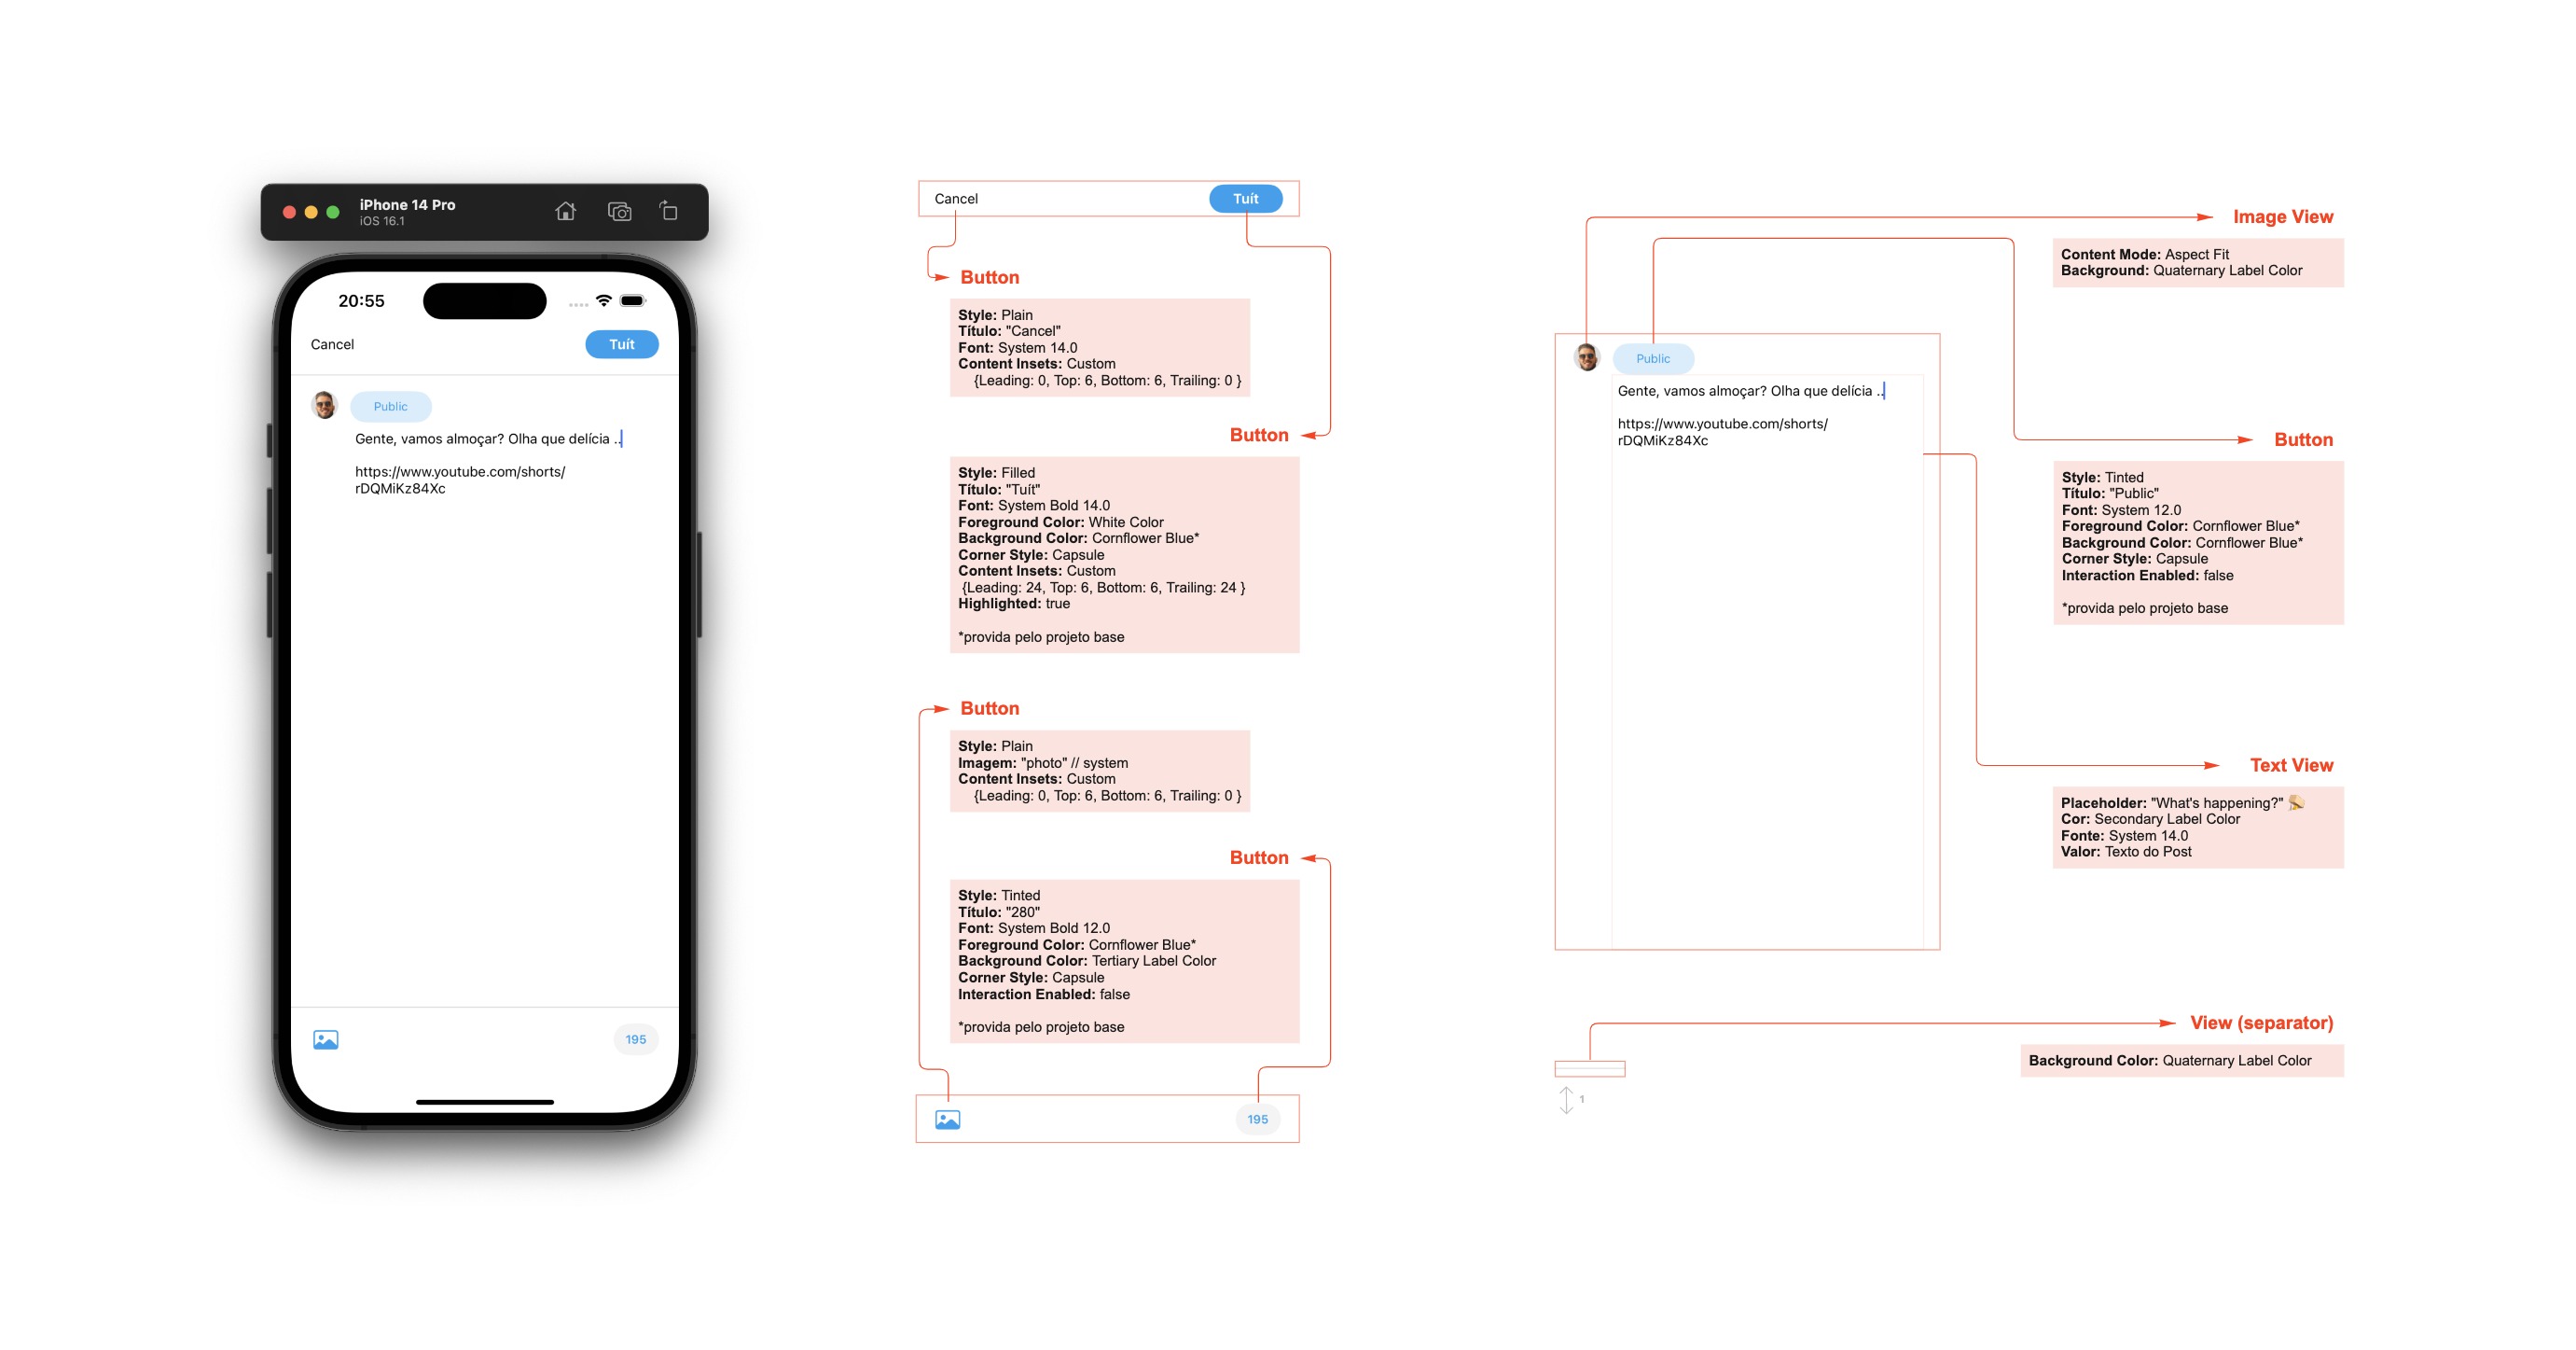 iPhone 14 Pro
iOS 16.1
20:55
Cancel
Tuít
Public
Gente, vamos almoçar? Olha que delícia ..
https://www.youtube.com/shorts/
rDQMiKz84Xc
195
Cancel
Tuít
Button
Style: Plain
Título: "Cancel"
Font: System 14.0
Content Insets: Custom
{Leading: 0, Top: 6, Bottom: 6, Trailing: 0 }
Button
Style: Filled
Título: "Tuít"
Font: System Bold 14.0
Foreground Color: White Color
Background Color: Cornflower Blue*
Corner Style: Capsule
Content Insets: Custom
{Leading: 24, Top: 6, Bottom: 6, Trailing: 24 }
Highlighted: true
*provida pelo projeto base
Button
Style: Plain
Imagem: "photo" // system
Content Insets: Custom
{Leading: 0, Top: 6, Bottom: 6, Trailing: 0 }
Button
Style: Tinted
Título: "280"
Font: System Bold 12.0
Foreground Color: Cornflower Blue*
Background Color: Tertiary Label Color
Corner Style: Capsule
Interaction Enabled: false
*provida pelo projeto base
195
Image View
Content Mode: Aspect Fit
Background: Quaternary Label Color
Public
Gente, vamos almoçar? Olha que delícia ..
https://www.youtube.com/shorts/
rDQMiKz84Xc
Button
Style: Tinted
Título: "Public"
Font: System 12.0
Foreground Color: Cornflower Blue*
Background Color: Cornflower Blue*
Corner Style: Capsule
Interaction Enabled: false
*provida pelo projeto base
Text View
Placeholder: "What's happening?"
Cor: Secondary Label Color
Fonte: System 14.0
Valor: Texto do Post
View (separator)
Background Color: Quaternary Label Color
1